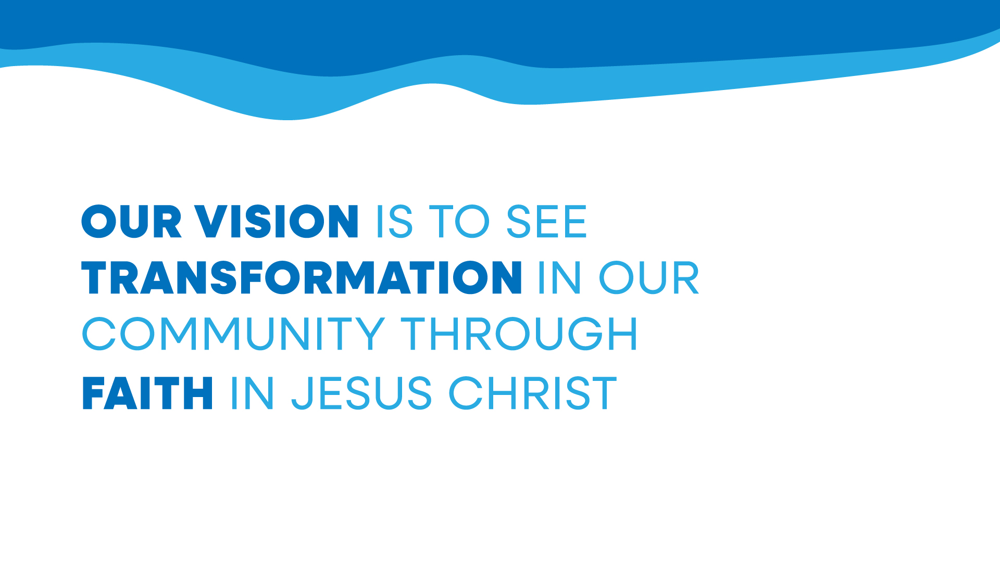 OUR VISION IS TO SEE
TRANSFORMATION IN OUR
COMMUNITY THROUGH
FAITH IN JESUS CHRIST